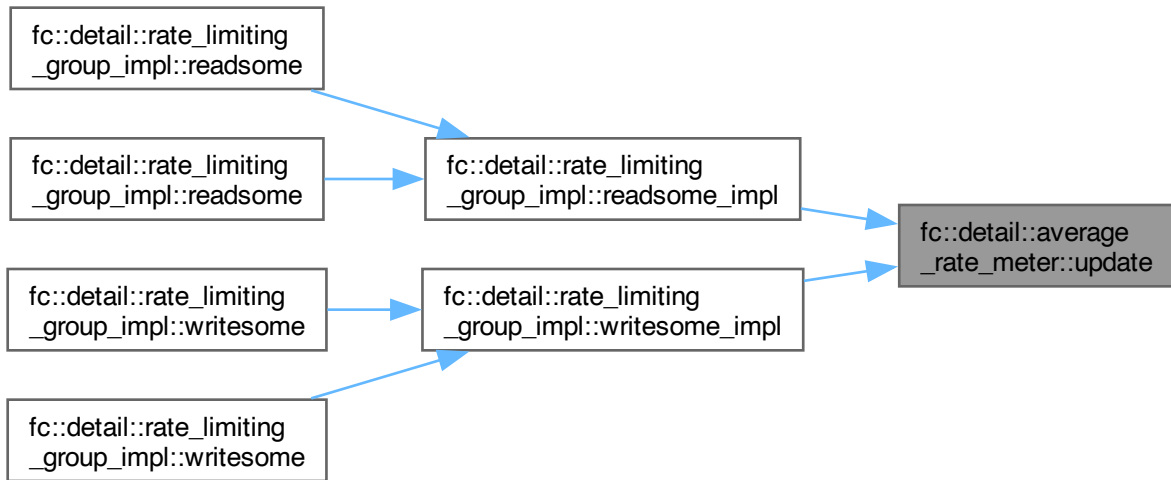 fc::detail::rate_limiting
_group_impl::readsome
fc::detail::rate_limiting
_group_impl::readsome
fc::detail::rate_limiting
_group_impl::readsome_impl
fc::detail::average
_rate_meter::update
fc::detail::rate_limiting
_group_impl::writesome
fc::detail::rate_limiting
_group_impl::writesome_impl
fc::detail::rate_limiting
_group_impl::writesome